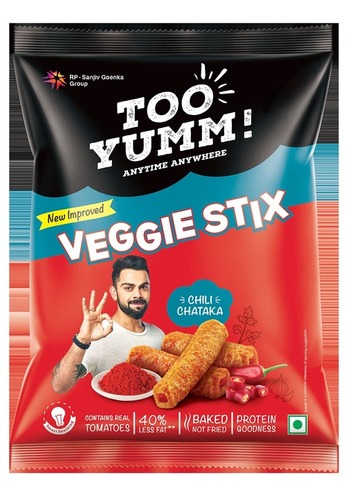 RP - Sanjiv Goenka
Group
TOO
YUMM!
ANYTIME ANYWHERE
New Improved
VEGGIE STIX
CHILI
CHATAKA
CONTAINS REAL
TOMATOES
40%
LESS FAT**
BAKED
NOT FRIED
PROTEIN
GOODNESS